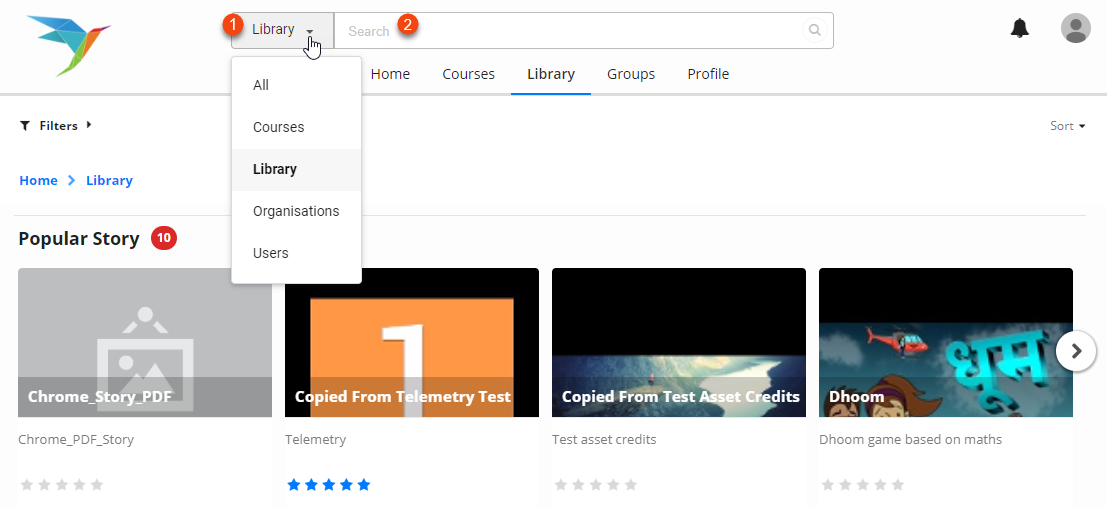 1 Library Search 2
Home Courses Library Groups Profile
All
Courses
Library
Organisations
Users
Filters Sort
Home Library
Popular Story 10
Chrome_Story_PDF
Chrome_PDF_Story
1
Copied From Telemetry Test
Telemetry
Copied From Test Asset Credits
Test asset credits
धूम
Dhoom
Dhoom game based on maths